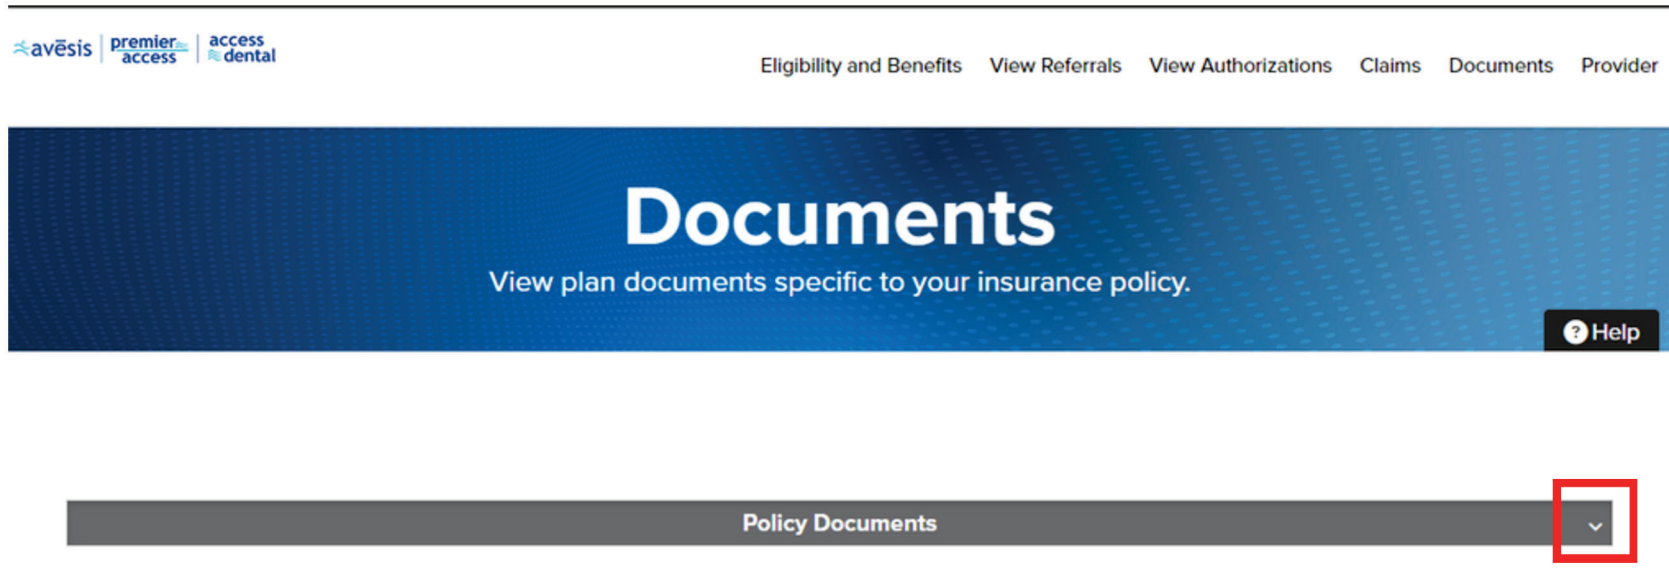 avēsis | premier access | access dental
Eligibility and Benefits View Referrals View Authorizations Claims Documents Provider
Documents
View plan documents specific to your insurance policy.
? Help
Policy Documents